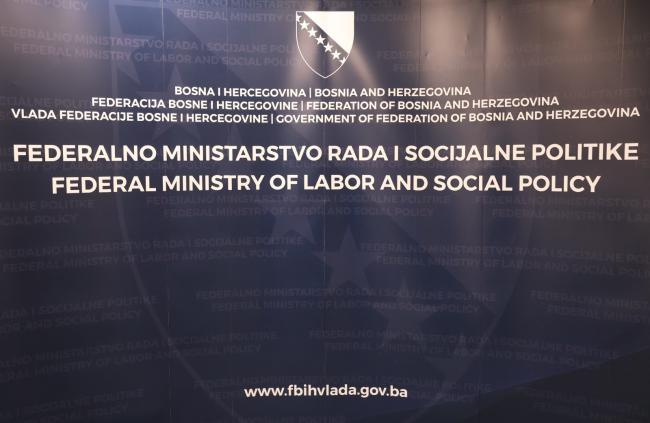 BOSNA I HERCEGOVINA | BOSNIA AND HERZEGOVINA
FEDERACIJA BOSNE I HERCEGOVINE | FEDERATION OF BOSNIA AND HERZEGOVINA
VLADA FEDERACIJE BOSNE I HERCEGOVINE | GOVERNMENT OF FEDERATION OF BOSNIA AND HERZEGOVINA
FEDERALNO MINISTARSTVO RADA I SOCIJALNE POLITIKE
FEDERAL MINISTRY OF LABOR AND SOCIAL POLICY
www.fbihvlada.gov.ba